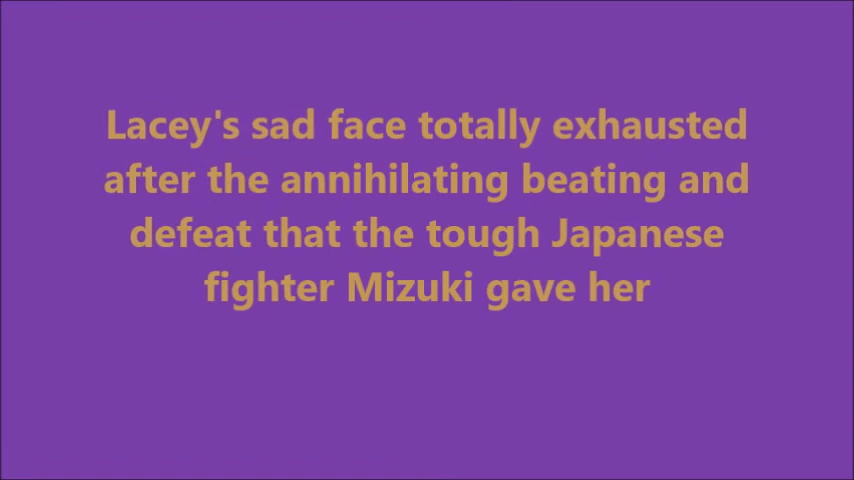 Lacey's sad face totally exhausted
after the annihilating beating and
defeat that the tough Japanese
fighter Mizuki gave her